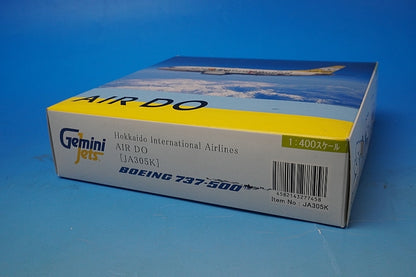 AIR DO
Gemini
Jets
Hokkaido International Airlines
AIR DO
[JA305K]
BOEING 737-500
1:400スケール
4582143277458
Item No: JA305K